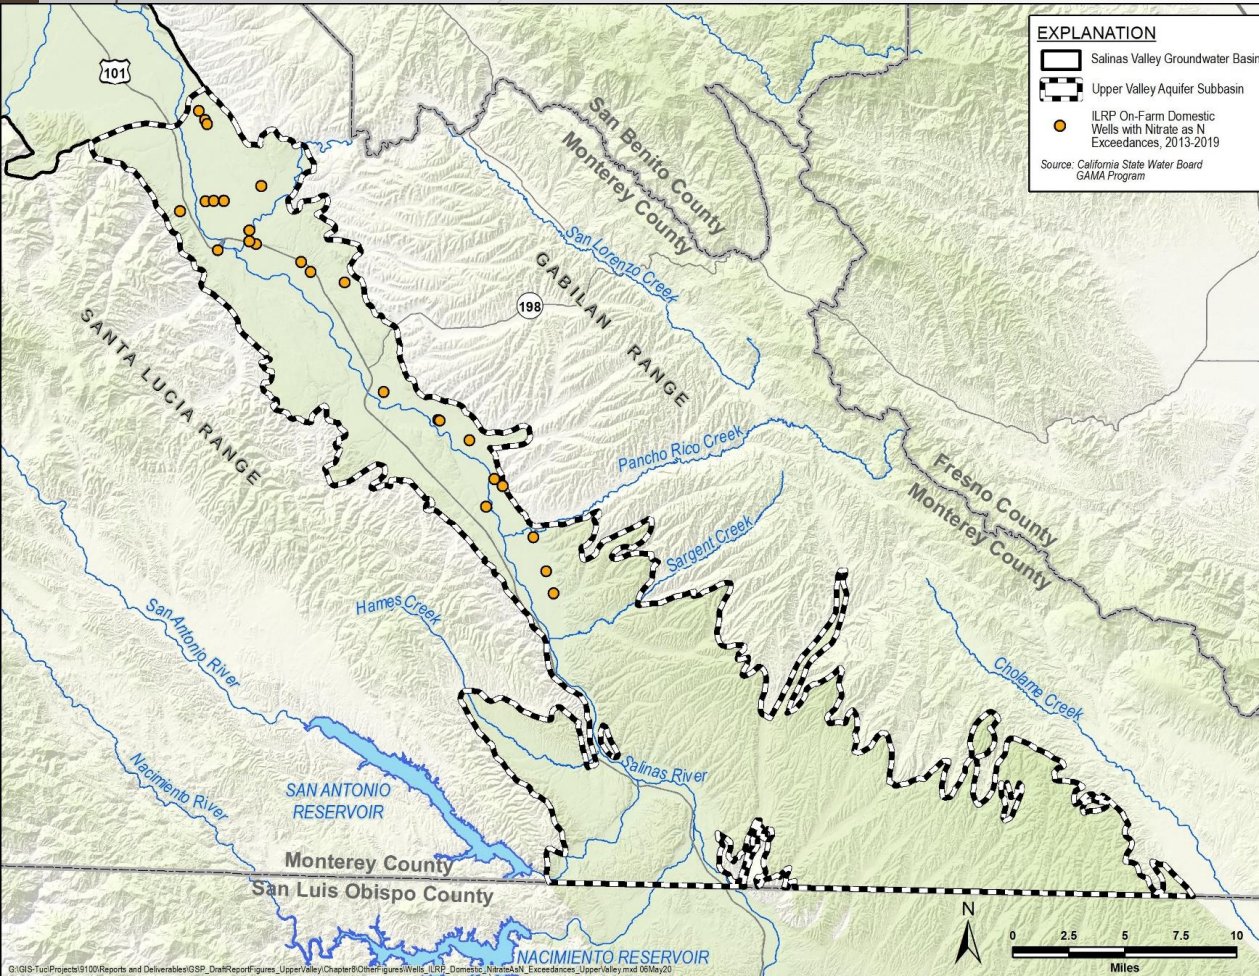 EXPLANATION
Salinas Valley Groundwater Basin
Upper Valley Aquifer Subbasin
ILRP On-Farm Domestic
Wells with Nitrate as N
Exceedances, 2013-2019
Source: California State Water Board
GAMA Program
101
San Benito County
Monterey County
San Lorenzo Creek
GABILAN RANGE
198
SANTA LUCIA RANGE
Pancho Rico Creek
Fresno County
Monterey County
Sargent Creek
Hames Creek
San Antonio River
Cholame Creek
Nacimiento River
Salinas River
SAN ANTONIO
RESERVOIR
Monterey County
San Luis Obispo County
NACIMIENTO RESERVOIR
N
0 2.5 5 7.5 10
Miles
G:\GIS-Tuc\Projects\9100\Reports and Deliverables\GSP_DraftReportFigures_UpperValley\Chapter8\OtherFigures\Wells_ILRP_Domestic_NitrateAsN_Exceedances_UpperValley.mxd 06May20